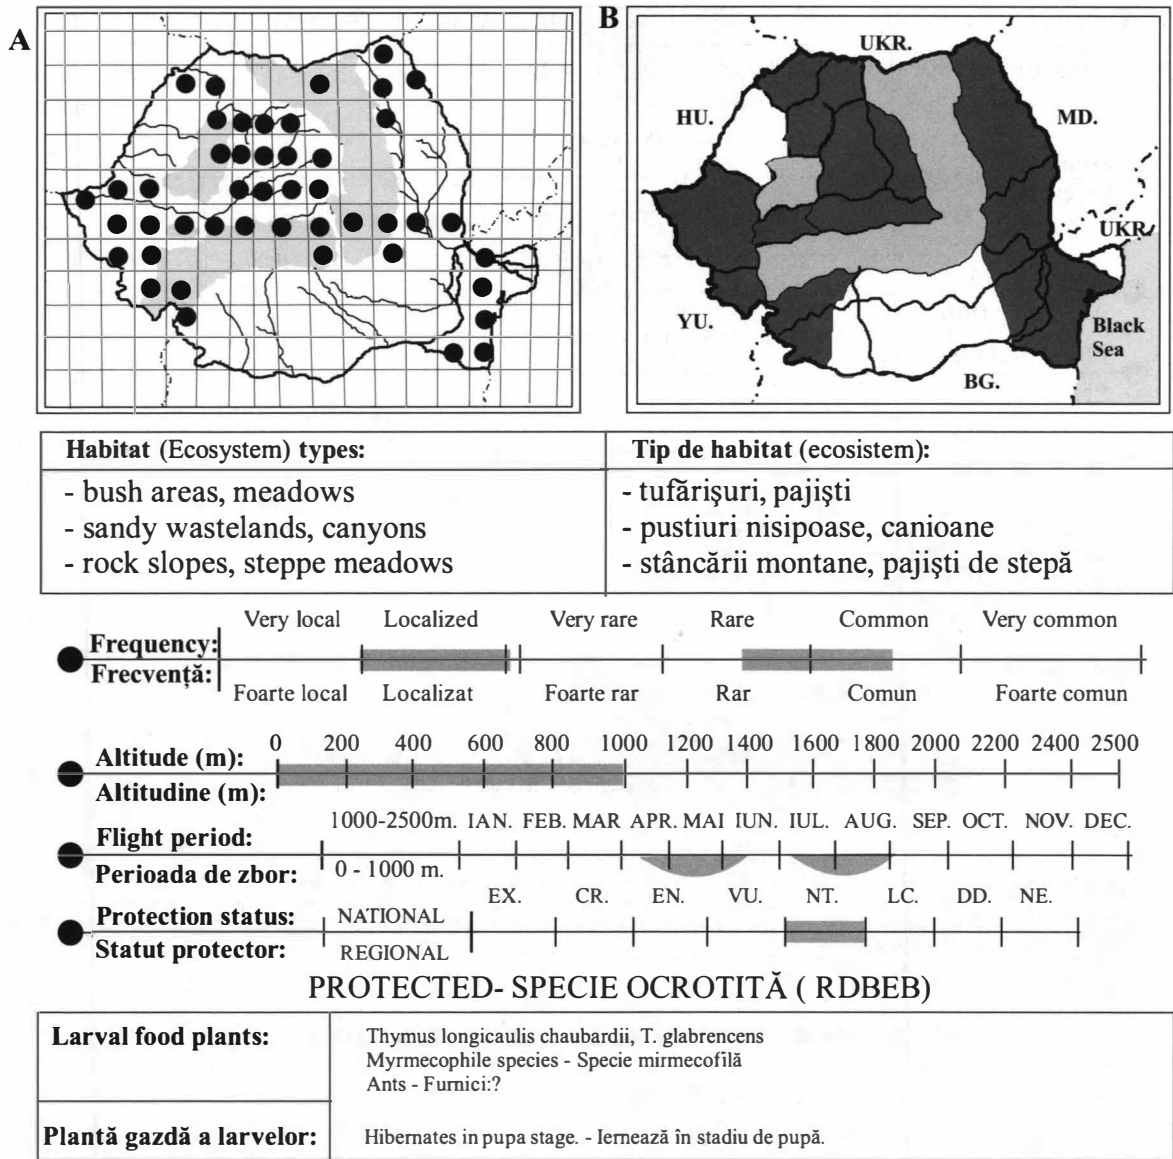 A
B
UKR.
HU.
MD.
UKR.
YU.
Black
Sea
BG.
Habitat (Ecosystem) types:
- bush areas, meadows
- sandy wastelands, canyons
- rock slopes, steppe meadows
Tip de habitat (ecosistem):
- tufărişuri, pajişti
- pustiuri nisipoase, canioane
- stâncării montane, pajişti de stepă
Very local Localized Very rare Rare Common Very common
Frequency:
Frecvenţă:
Foarte local Localizat Foarte rar Rar Comun Foarte comun
Altitude (m): 0 200 400 600 800 1000 1200 1400 1600 1800 2000 2200 2400 2500
Altitudine (m):
Flight period: 1000-2500m. IAN. FEB. MAR APR. MAI IUN. IUL. AUG. SEP. OCT. NOV. DEC.
Perioada de zbor: 0 - 1000 m.
EX. CR. EN. VU. NT. LC. DD. NE.
Protection status: NATIONAL
Statut protector: REGIONAL
PROTECTED- SPECIE OCROTITĂ ( RDBEB)
Larval food plants: Thymus longicaulis chaubardii, T. glabrencens
Myrmecophile species - Specie mirmecofilă
Ants - Furnici:?
Plantă gazdă a larvelor: Hibernates in pupa stage. - Iernează în stadiu de pupă.